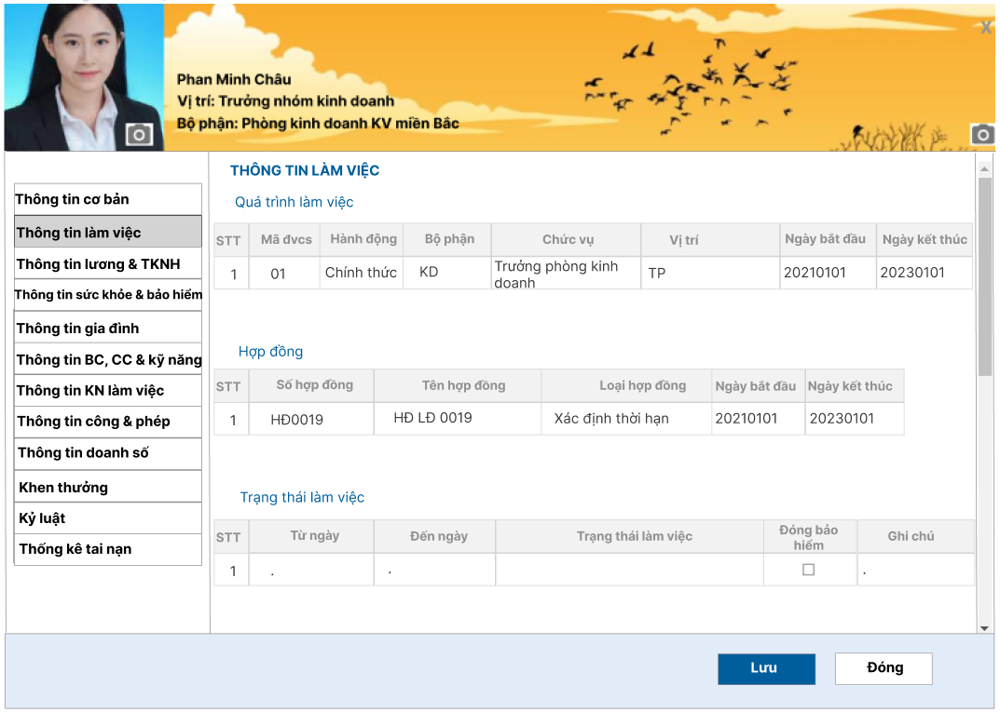 X
Phan Minh Châu
Vị trí: Trưởng nhóm kinh doanh
Bộ phận: Phòng kinh doanh KV miền Bắc
Thông tin cơ bản
Thông tin làm việc
Thông tin lương & TKNH
Thông tin sức khỏe & bảo hiểm
Thông tin gia đình
Thông tin BC, CC & kỹ năng
Thông tin KN làm việc
Thông tin công & phép
Thông tin doanh số
Khen thưởng
Kỷ luật
Thống kê tai nạn
THÔNG TIN LÀM VIỆC
Quá trình làm việc
STT Mã đvcs Hành động Bộ phận Chức vụ Vị trí Ngày bắt đầu Ngày kết thúc
1 01 Chính thức KD Trưởng phòng kinh doanh TP 20210101 20230101
Hợp đồng
STT Số hợp đồng Tên hợp đồng Loại hợp đồng Ngày bắt đầu Ngày kết thúc
1 HĐ0019 HĐ LĐ 0019 Xác định thời hạn 20210101 20230101
Trạng thái làm việc
STT Từ ngày Đến ngày Trạng thái làm việc Đóng bảo hiểm Ghi chú
1 . . .
Lưu Đóng